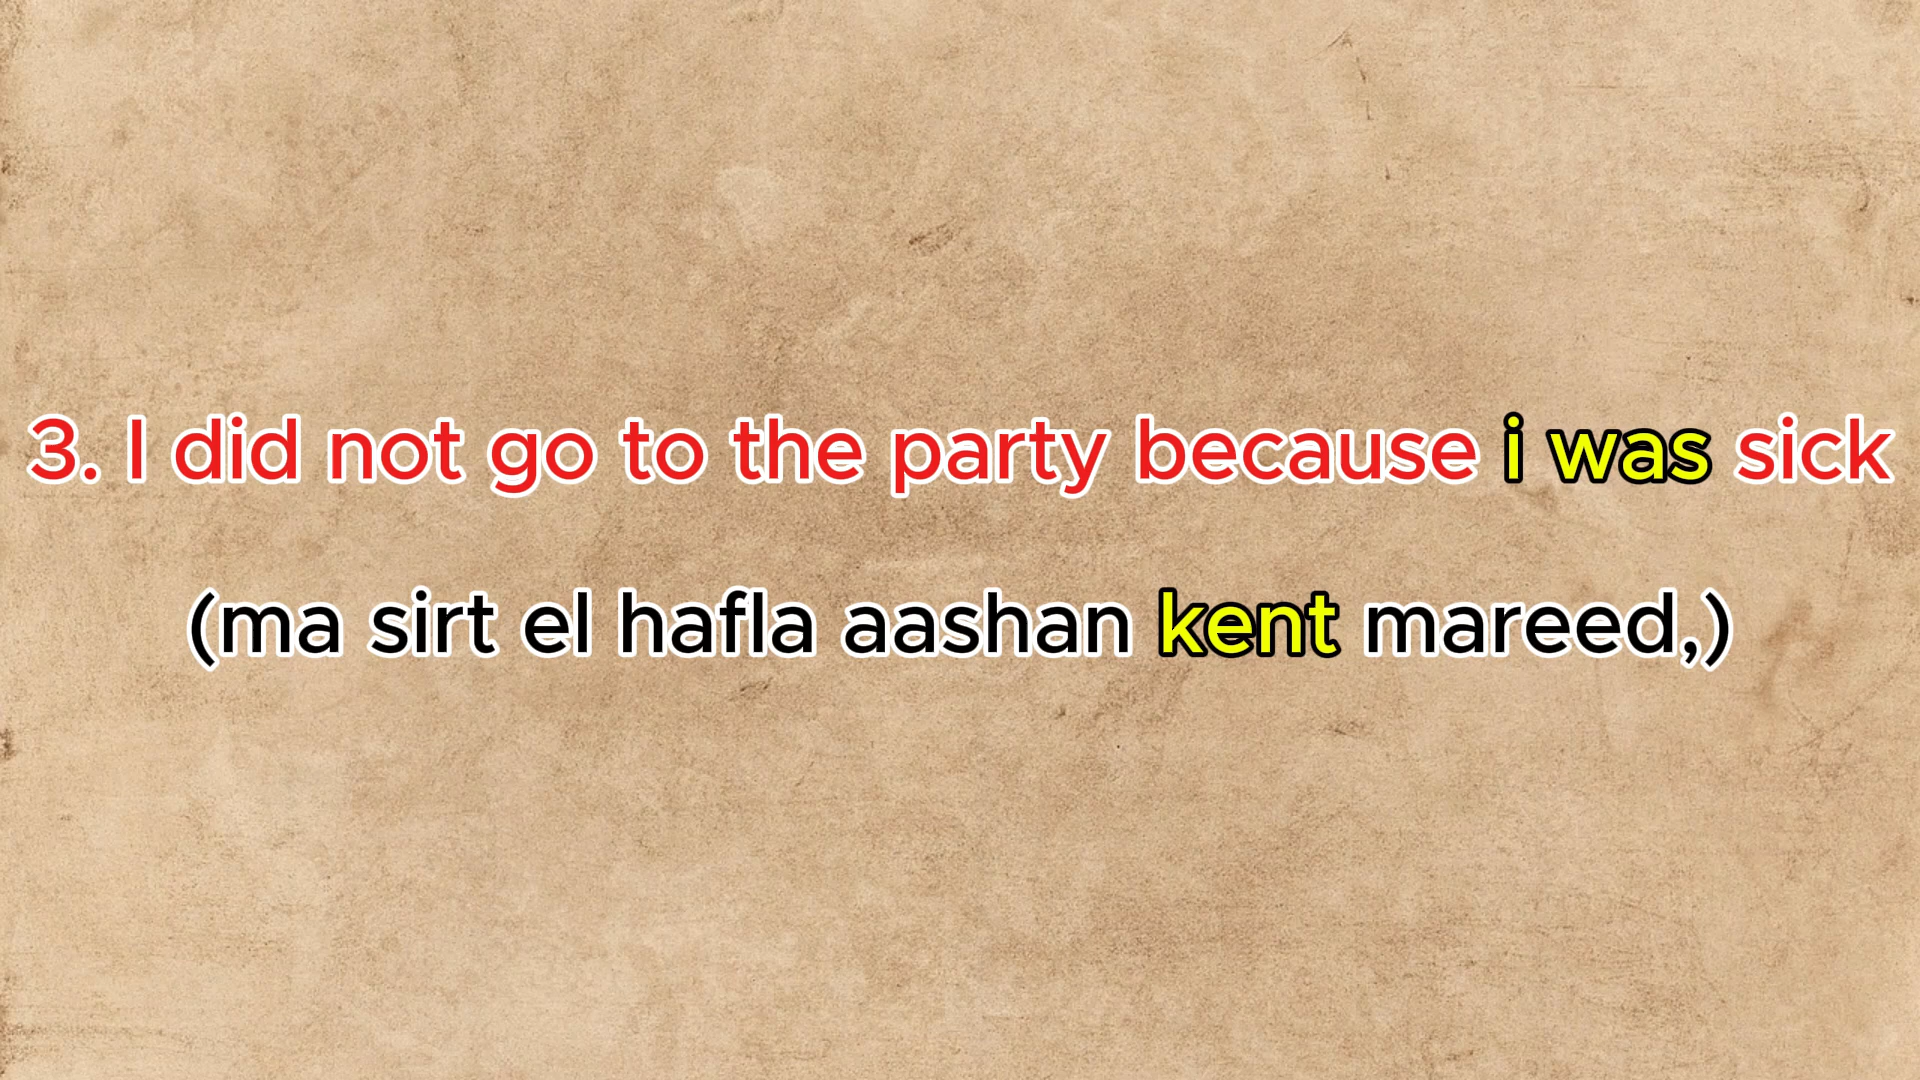 3. I did not go to the party because i was sick
(ma sirt el hafla aashan kent mareed,)